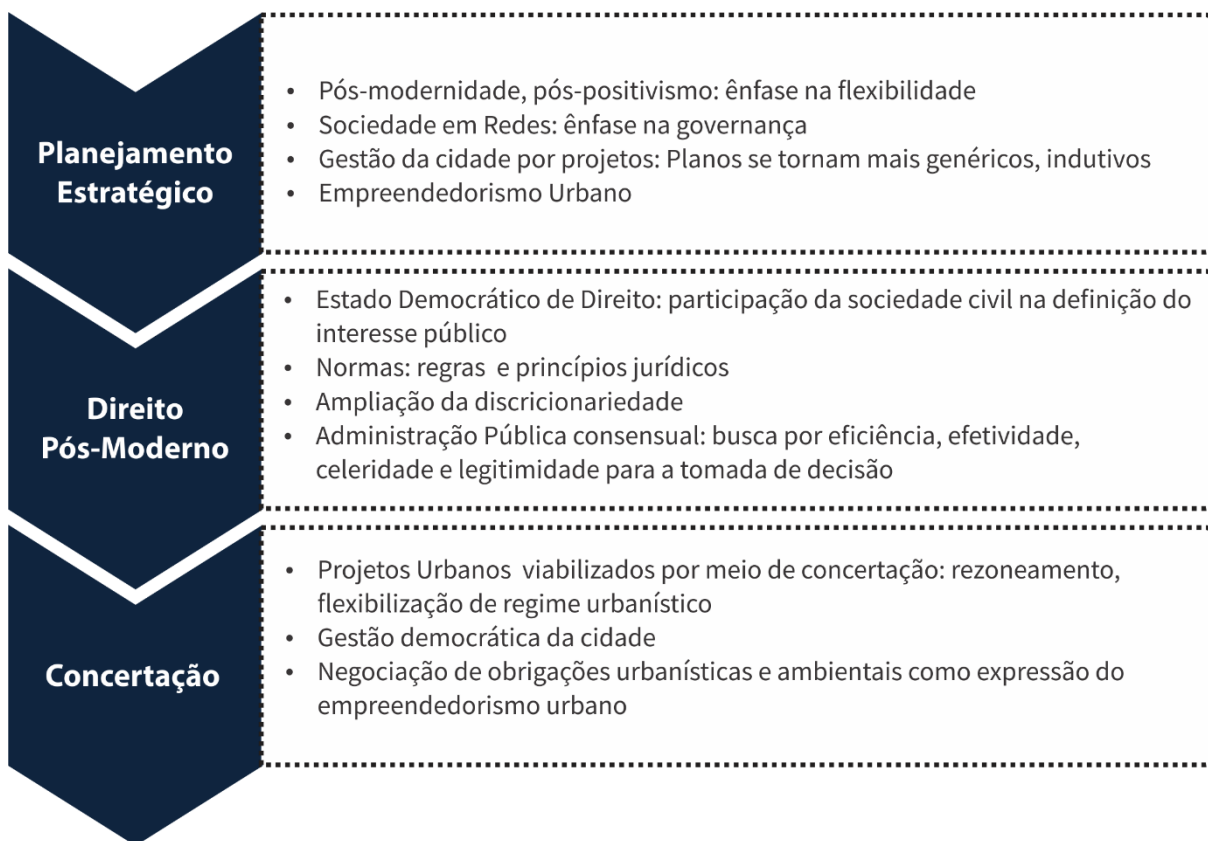 Planejamento
Estratégico
• Pós-modernidade, pós-positivismo: ênfase na flexibilidade
• Sociedade em Redes: ênfase na governança
• Gestão da cidade por projetos: Planos se tornam mais genéricos, indutivos
• Empreendedorismo Urbano
Direito
Pós-Moderno
• Estado Democrático de Direito: participação da sociedade civil na definição do
interesse público
• Normas: regras e princípios jurídicos
• Ampliação da discricionariedade
• Administração Pública consensual: busca por eficiência, efetividade,
celeridade e legitimidade para a tomada de decisão
Concertação
• Projetos Urbanos viabilizados por meio de concertação: rezoneamento,
flexibilização de regime urbanístico
• Gestão democrática da cidade
• Negociação de obrigações urbanísticas e ambientais como expressão do
empreendedorismo urbano